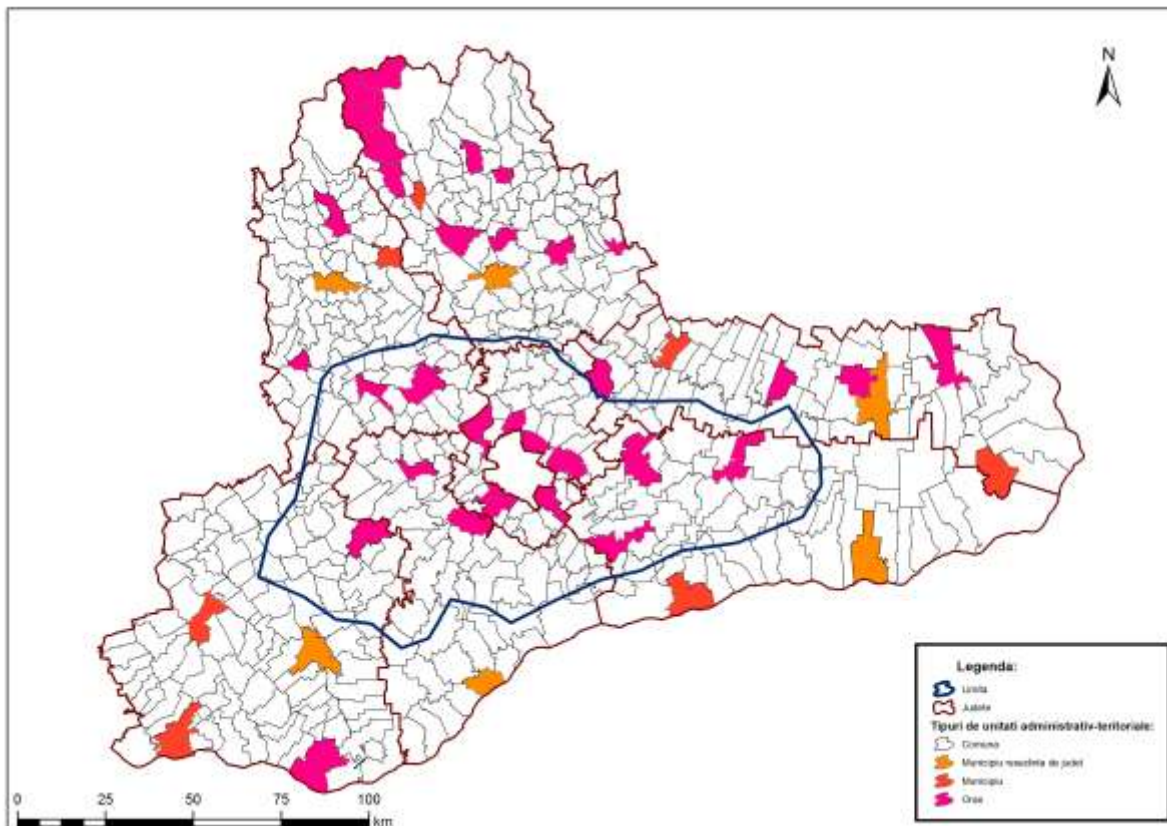 N
Legenda:
Limita
Judete
Tipuri de unitati administrativ-teritoriale:
Comuna
Municipiu resedinta de judet
Municipiu
Oras
0 25 50 75 100
km